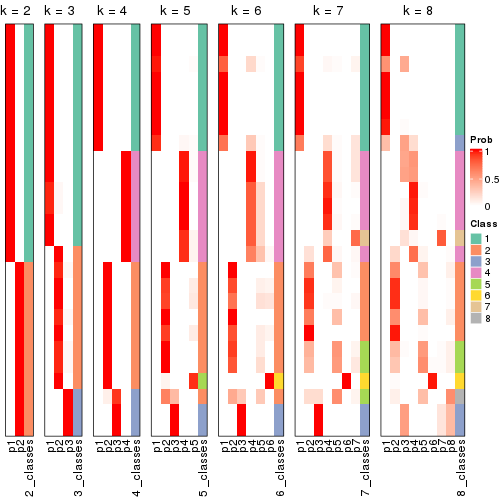 k = 2 k = 3 k = 4 k = 5 k = 6 k = 7 k = 8
p1 p2 2_classes
p1 p2 p3 3_classes
p1 p2 p3 p4 4_classes
p1 p2 p3 p4 p5 5_classes
p1 p2 p3 p4 p5 p6 6_classes
p1 p2 p3 p4 p5 p6 p7 7_classes
p1 p2 p3 p4 p5 p6 p7 p8 8_classes
Prob
1
0.5
0
Class
1
2
3
4
5
6
7
8